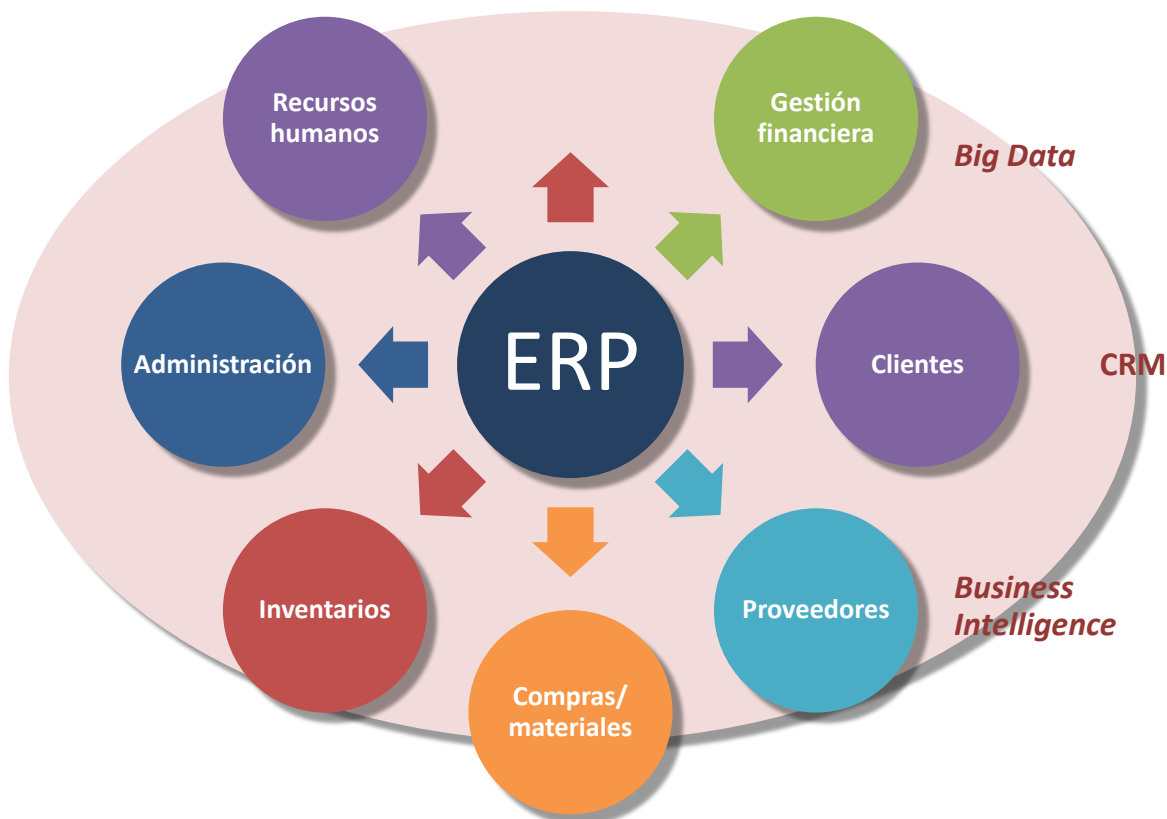 Recursos
humanos
Gestión
financiera
Big Data
Administración
ERP
Clientes
CRM
Inventarios
Proveedores
Business
Intelligence
Compras/
materiales